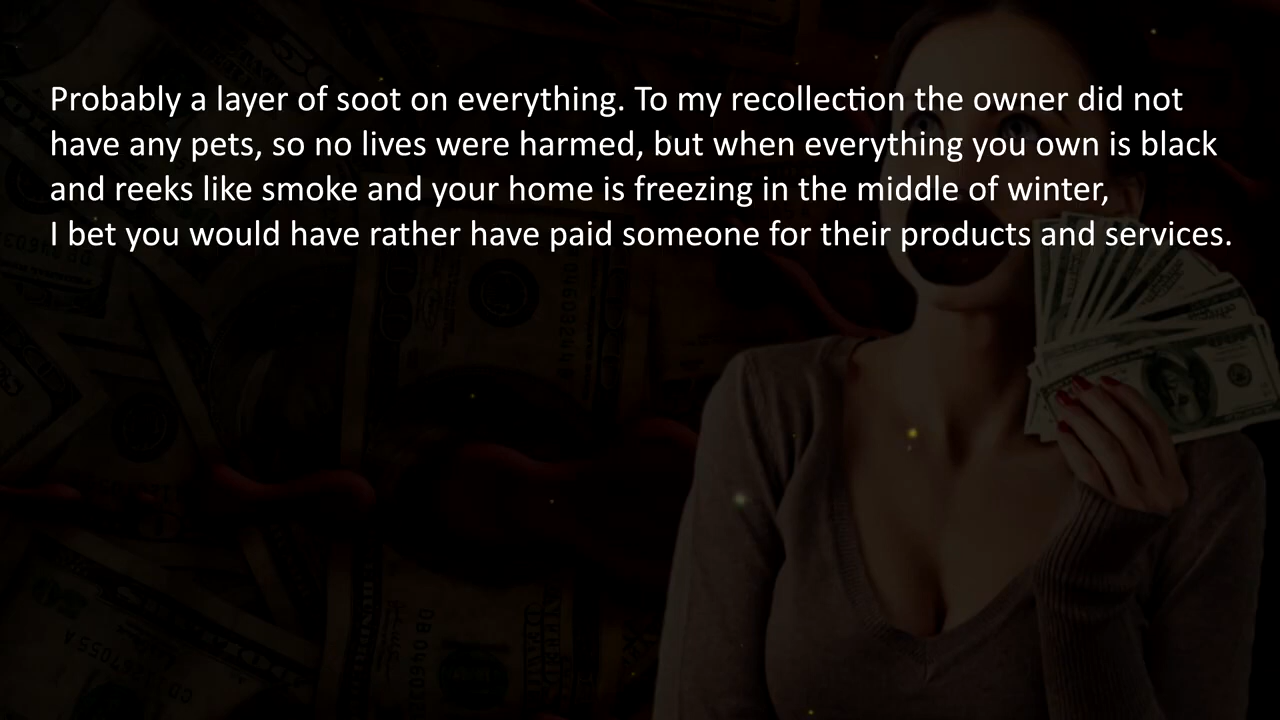 Probably a layer of soot on everything. To my recollection the owner did not
have any pets, so no lives were harmed, but when everything you own is black
and reeks like smoke and your home is freezing in the middle of winter,
I bet you would have rather have paid someone for their products and services.